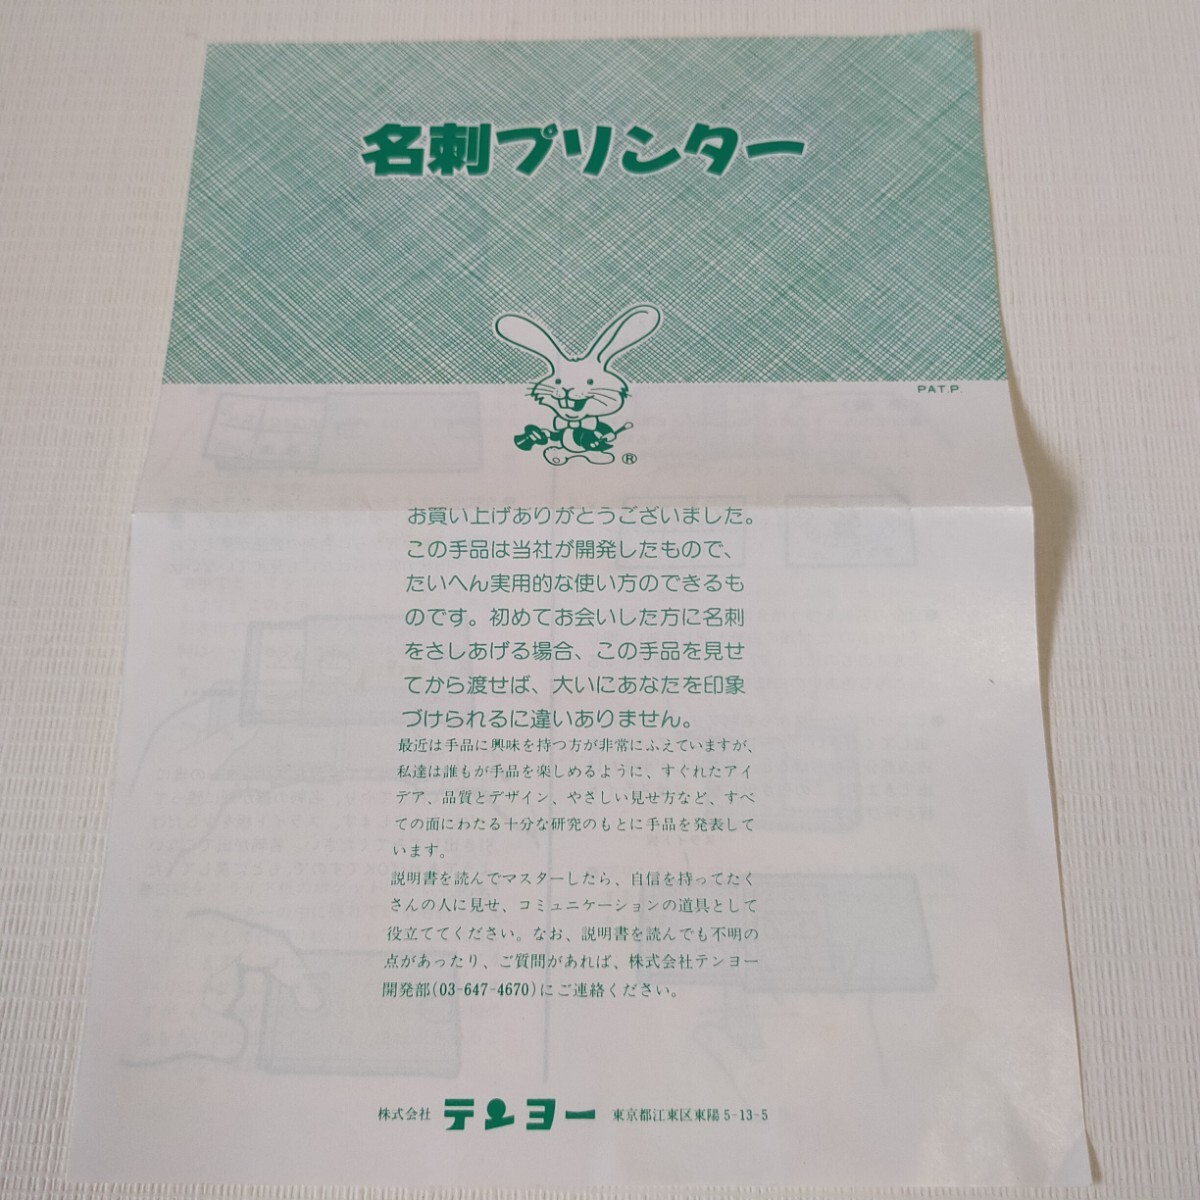 名刺プリンター
PAT.P.
®
お買い上げありがとうございました。
この手品は当社が開発したもので、
たいへん実用的な使い方のできるも
のです。初めてお会いした方に名刺
をさしあげる場合、この手品を見せ
てから渡せば、大いにあなたを印象
づけられるに違いありません。
最近は手品に興味を持つ方が非常にふえていますが、
私達は誰もが手品を楽しめるように、すぐれたアイ
デア、品質とデザイン、やさしい見せ方など、すべ
ての面にわたる十分な研究のもとに手品を発表して
います。
説明書を読んでマスターしたら、自信を持ってたく
さんの人に見せ、コミュニケーションの道具として
役立ててください。なお、説明書を読んでも不明の
点があったり、ご質問があれば、株式会社テンヨー
開発部(03-647-4670)にご連絡ください。
株式会社 テンヨー 東京都江東区東陽5-13-5